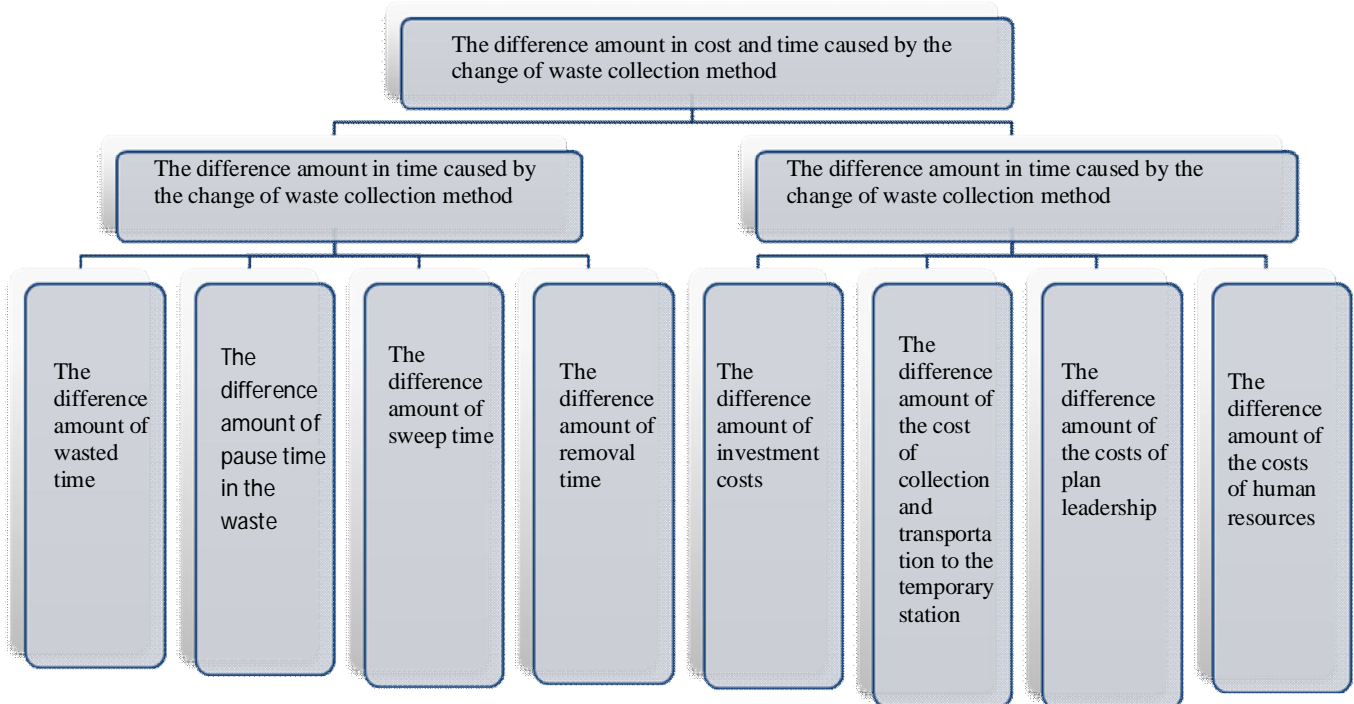 The difference amount in cost and time caused by the
change of waste collection method
The difference amount in time caused by
the change of waste collection method
The difference amount in time caused by the
change of waste collection method
The
difference
amount of
wasted
time
The
difference
amount of
pause time
in the
waste
The
difference
amount of
sweep time
The
difference
amount of
removal
time
The
difference
amount of
investment
costs
The
difference
amount of
the cost
of
collection
and
transporta
tion to the
temporary
station
The
difference
amount of
the costs of
plan
leadership
The
difference
amount of
the costs
of human
resources